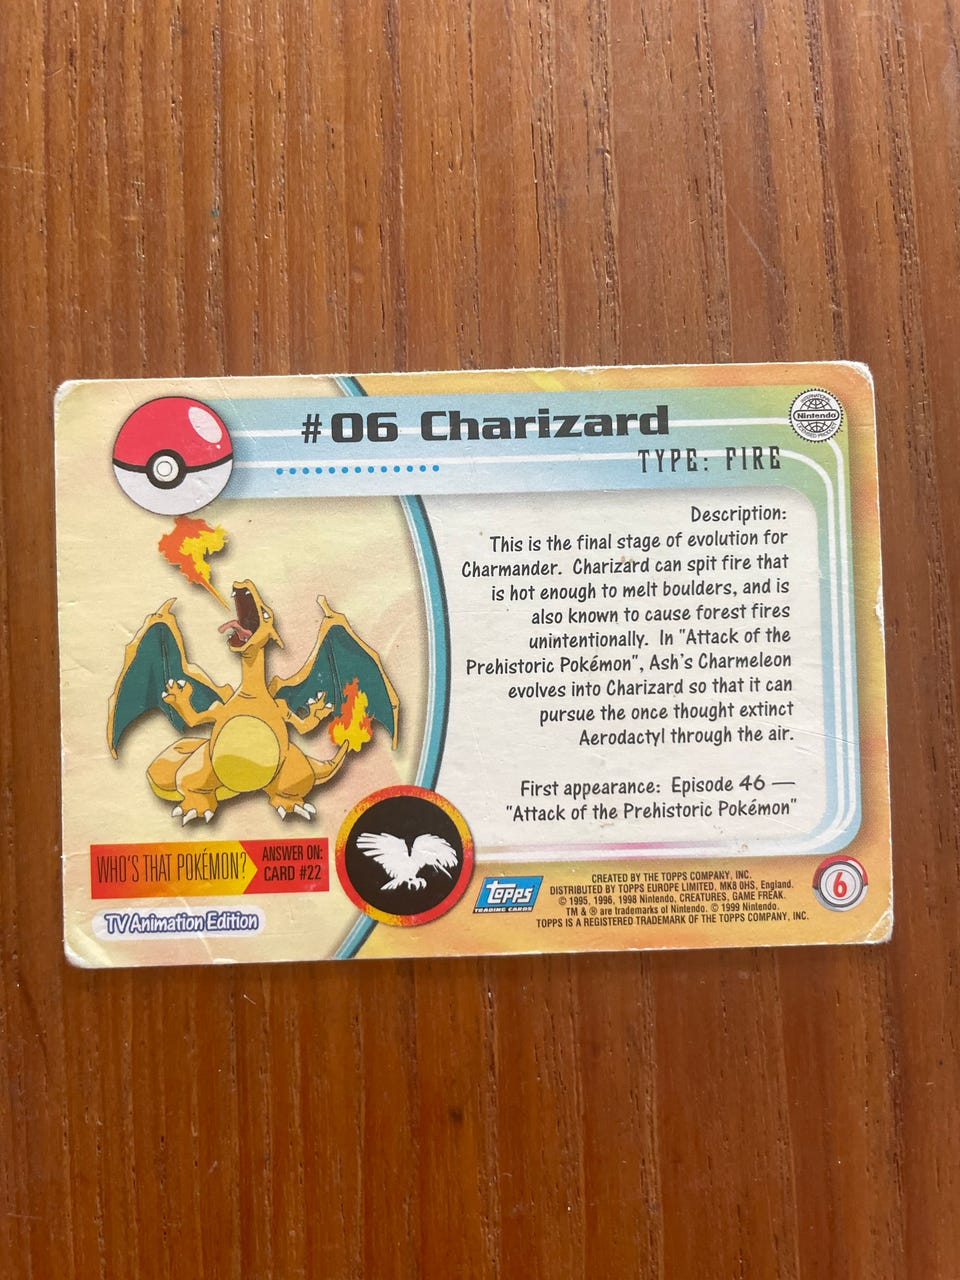 #06 Charizard
INTERNATIONAL
Nintendo
LICENSED PRODUCT
TYPE: FIRE
Description:
This is the final stage of evolution for
Charmander. Charizard can spit fire that
is hot enough to melt boulders, and is
also known to cause forest fires
unintentionally. In "Attack of the
Prehistoric Pokémon", Ash's Charmeleon
evolves into Charizard so that it can
pursue the once thought extinct
Aerodactyl through the air.
First appearance: Episode 46 —
"Attack of the Prehistoric Pokémon"
WHO'S THAT POKÉMON?
ANSWER ON:
CARD #22
TV Animation Edition
topps
TRADING CARDS
CREATED BY THE TOPPS COMPANY, INC.
DISTRIBUTED BY TOPPS EUROPE LIMITED, MK8 0HS, England.
© 1995, 1996, 1998 Nintendo, CREATURES, GAME FREAK.
TM & ® are trademarks of Nintendo. © 1999 Nintendo.
TOPPS IS A REGISTERED TRADEMARK OF THE TOPPS COMPANY, INC.
6